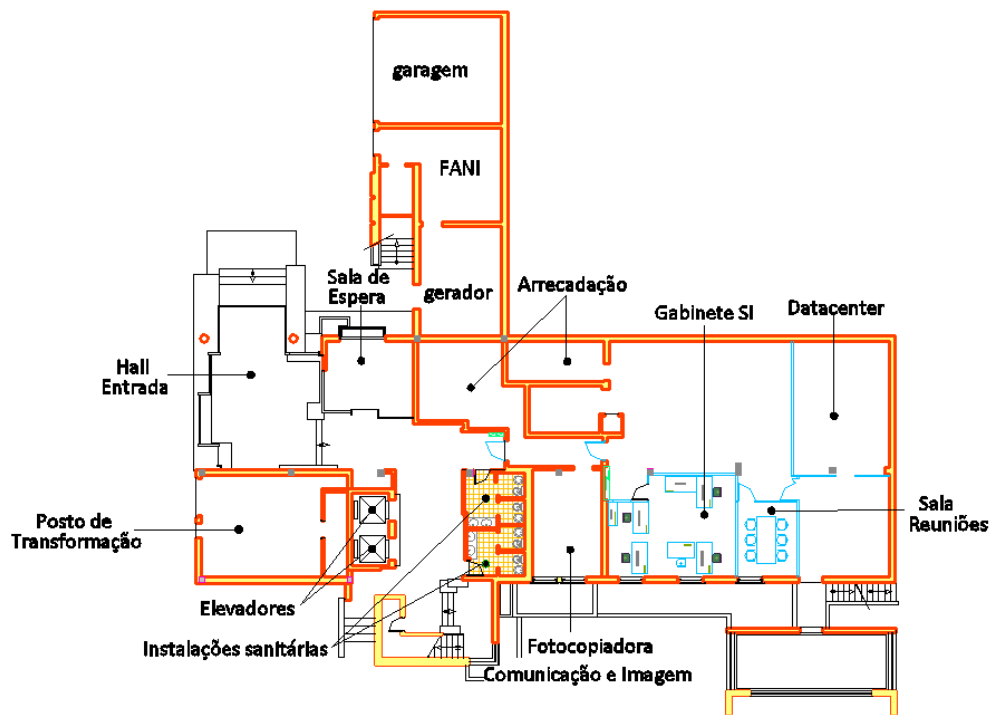 garagem
FANI
Sala de
Espera
gerador
Arrecadação
Gabinete SI
Datacenter
Hall
Entrada
Posto de
Transformação
Sala
Reuniões
Elevadores
Instalações sanitárias
Fotocopiadora
Comunicação e Imagem